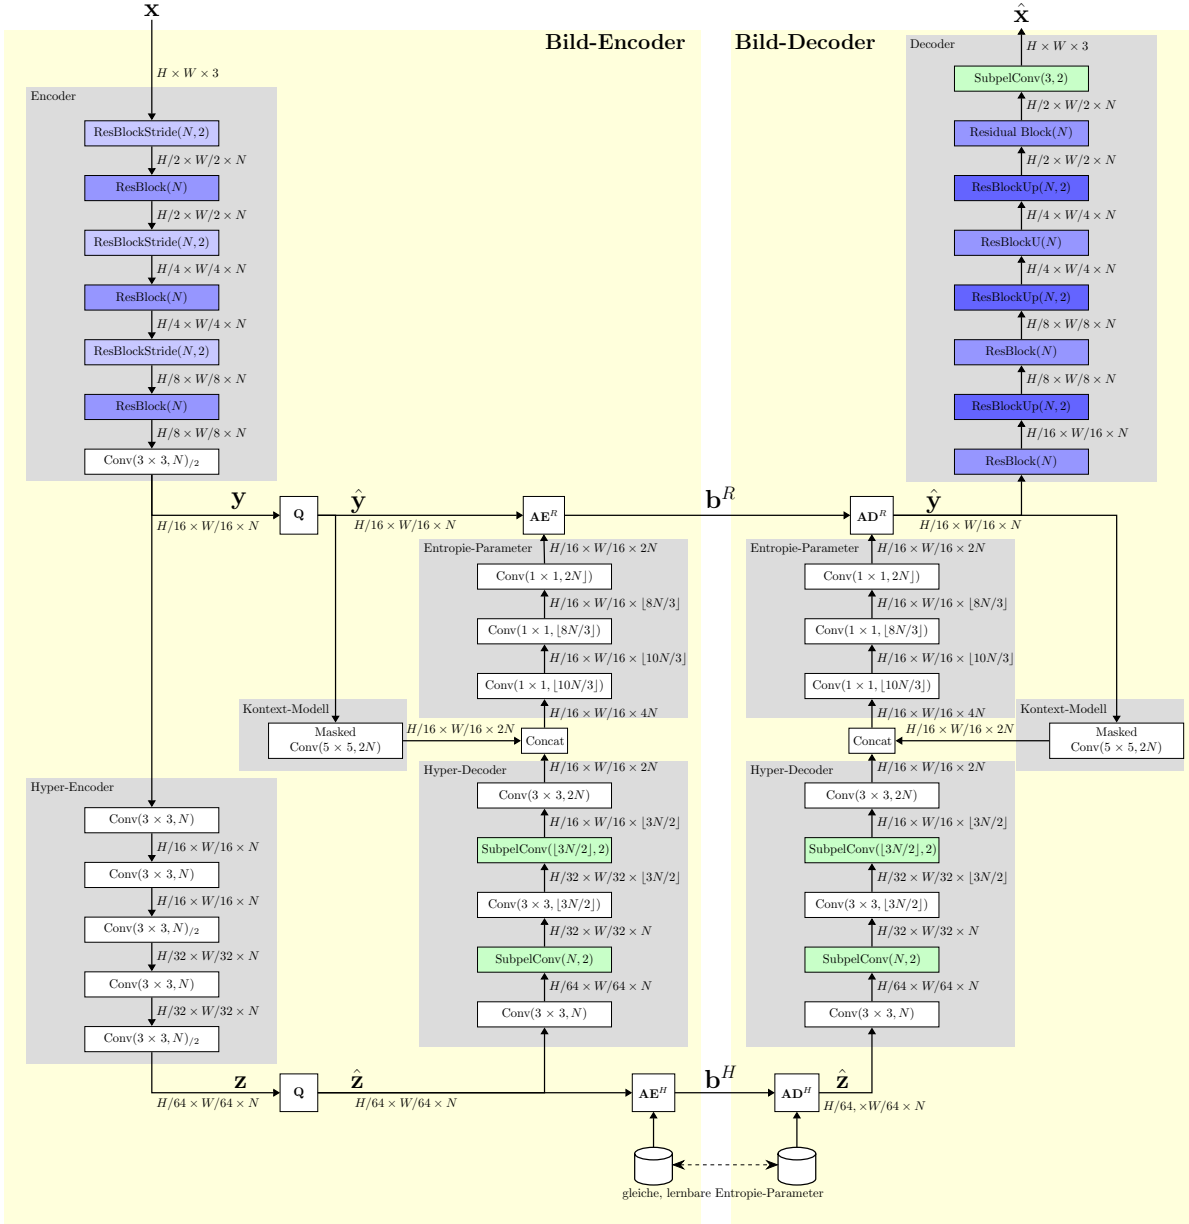 x
Bild-Encoder
H × W × 3
Encoder
ResBlockStride(N, 2)
H/2 × W/2 × N
ResBlock(N)
H/2 × W/2 × N
ResBlockStride(N, 2)
H/4 × W/4 × N
ResBlock(N)
H/4 × W/4 × N
ResBlockStride(N, 2)
H/8 × W/8 × N
ResBlock(N)
H/8 × W/8 × N
Conv(3 × 3, N)/2
y
H/16 × W/16 × N
Q
ŷ
H/16 × W/16 × N
AE^R
b^R
Entropie-Parameter
H/16 × W/16 × 2N
Conv(1 × 1, 2N⌋)
H/16 × W/16 × ⌊8N/3⌋
Conv(1 × 1, ⌊8N/3⌋)
H/16 × W/16 × ⌊10N/3⌋
Conv(1 × 1, ⌊10N/3⌋)
H/16 × W/16 × 4N
Kontext-Modell
Masked
Conv(5 × 5, 2N)
H/16 × W/16 × 2N
Concat
H/16 × W/16 × 2N
Hyper-Decoder
Conv(3 × 3, 2N)
H/16 × W/16 × ⌊3N/2⌋
SubpelConv(⌊3N/2⌋, 2)
H/32 × W/32 × ⌊3N/2⌋
Conv(3 × 3, ⌊3N/2⌋)
H/32 × W/32 × N
SubpelConv(N, 2)
H/64 × W/64 × N
Conv(3 × 3, N)
Hyper-Encoder
Conv(3 × 3, N)
H/16 × W/16 × N
Conv(3 × 3, N)
H/16 × W/16 × N
Conv(3 × 3, N)/2
H/32 × W/32 × N
Conv(3 × 3, N)
H/32 × W/32 × N
Conv(3 × 3, N)/2
z
H/64 × W/64 × N
Q
ẑ
H/64 × W/64 × N
AE^H
b^H
Bild-Decoder
x̂
H × W × 3
Decoder
SubpelConv(3, 2)
H/2 × W/2 × N
Residual Block(N)
H/2 × W/2 × N
ResBlockUp(N, 2)
H/4 × W/4 × N
ResBlockU(N)
H/4 × W/4 × N
ResBlockUp(N, 2)
H/8 × W/8 × N
ResBlock(N)
H/8 × W/8 × N
ResBlockUp(N, 2)
H/16 × W/16 × N
ResBlock(N)
AD^R
ŷ
H/16 × W/16 × N
Entropie-Parameter
H/16 × W/16 × 2N
Conv(1 × 1, 2N⌋)
H/16 × W/16 × ⌊8N/3⌋
Conv(1 × 1, ⌊8N/3⌋)
H/16 × W/16 × ⌊10N/3⌋
Conv(1 × 1, ⌊10N/3⌋)
H/16 × W/16 × 4N
Concat
H/16 × W/16 × 2N
Kontext-Modell
Masked
Conv(5 × 5, 2N)
H/16 × W/16 × 2N
Hyper-Decoder
Conv(3 × 3, 2N)
H/16 × W/16 × ⌊3N/2⌋
SubpelConv(⌊3N/2⌋, 2)
H/32 × W/32 × ⌊3N/2⌋
Conv(3 × 3, ⌊3N/2⌋)
H/32 × W/32 × N
SubpelConv(N, 2)
H/64 × W/64 × N
Conv(3 × 3, N)
AD^H
ẑ
H/64, ×W/64 × N
gleiche, lernbare Entropie-Parameter